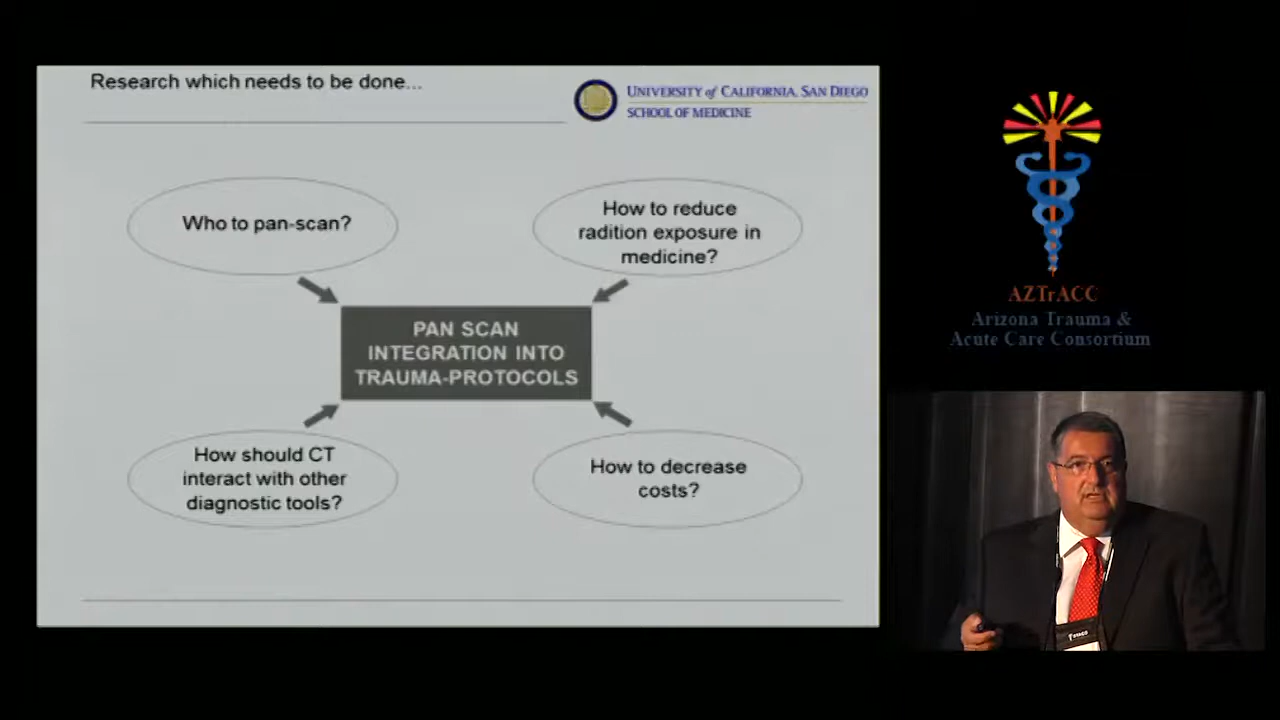 Research which needs to be done...
UNIVERSITY of CALIFORNIA, SAN DIEGO
SCHOOL OF MEDICINE
Who to pan-scan?
How to reduce
radition exposure in
medicine?
PAN SCAN
INTEGRATION INTO
TRAUMA-PROTOCOLS
How should CT
interact with other
diagnostic tools?
How to decrease
costs?
AZTrACC
Arizona Trauma &
Acute Care Consortium